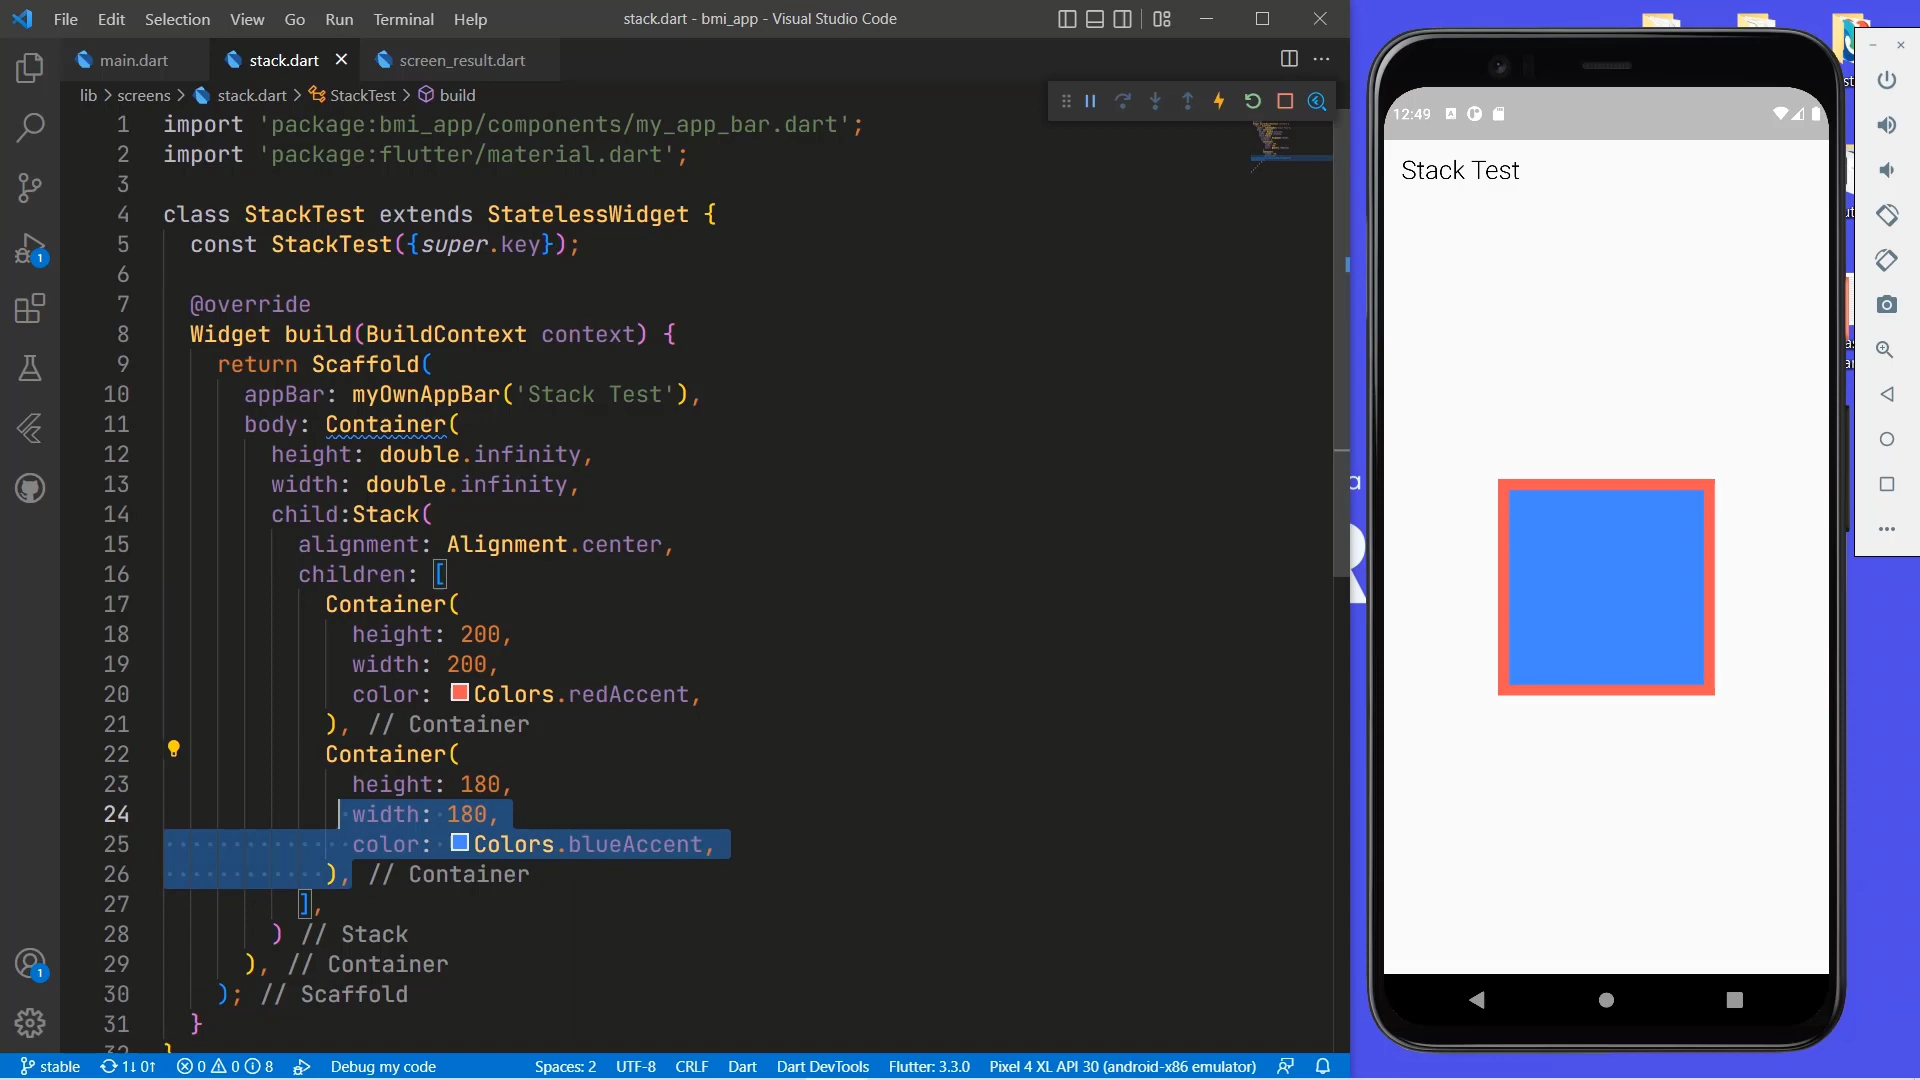 File Edit Selection View Go Run Terminal Help
stack.dart - bmi_app - Visual Studio Code
main.dart
stack.dart
screen_result.dart
lib > screens > stack.dart > StackTest > build
1 import 'package:bmi_app/components/my_app_bar.dart';
2 import 'package:flutter/material.dart';
3
4 class StackTest extends StatelessWidget {
5 const StackTest({super.key});
6
7 @override
8 Widget build(BuildContext context) {
9 return Scaffold(
10 appBar: myOwnAppBar('Stack Test'),
11 body: Container(
12 height: double.infinity,
13 width: double.infinity,
14 child:Stack(
15 alignment: Alignment.center,
16 children: [
17 Container(
18 height: 200,
19 width: 200,
20 color: Colors.redAccent,
21 ), // Container
22 Container(
23 height: 180,
24 width: 180,
25 color: Colors.blueAccent,
26 ), // Container
27 ],
28 ) // Stack
29 ), // Container
30 ); // Scaffold
31 }
32 }
1
1
stable 1↓ 0↑ 0 0 8 Debug my code Spaces: 2 UTF-8 CRLF Dart Dart DevTools Flutter: 3.3.0 Pixel 4 XL API 30 (android-x86 emulator)
12:49
Stack Test
a
R